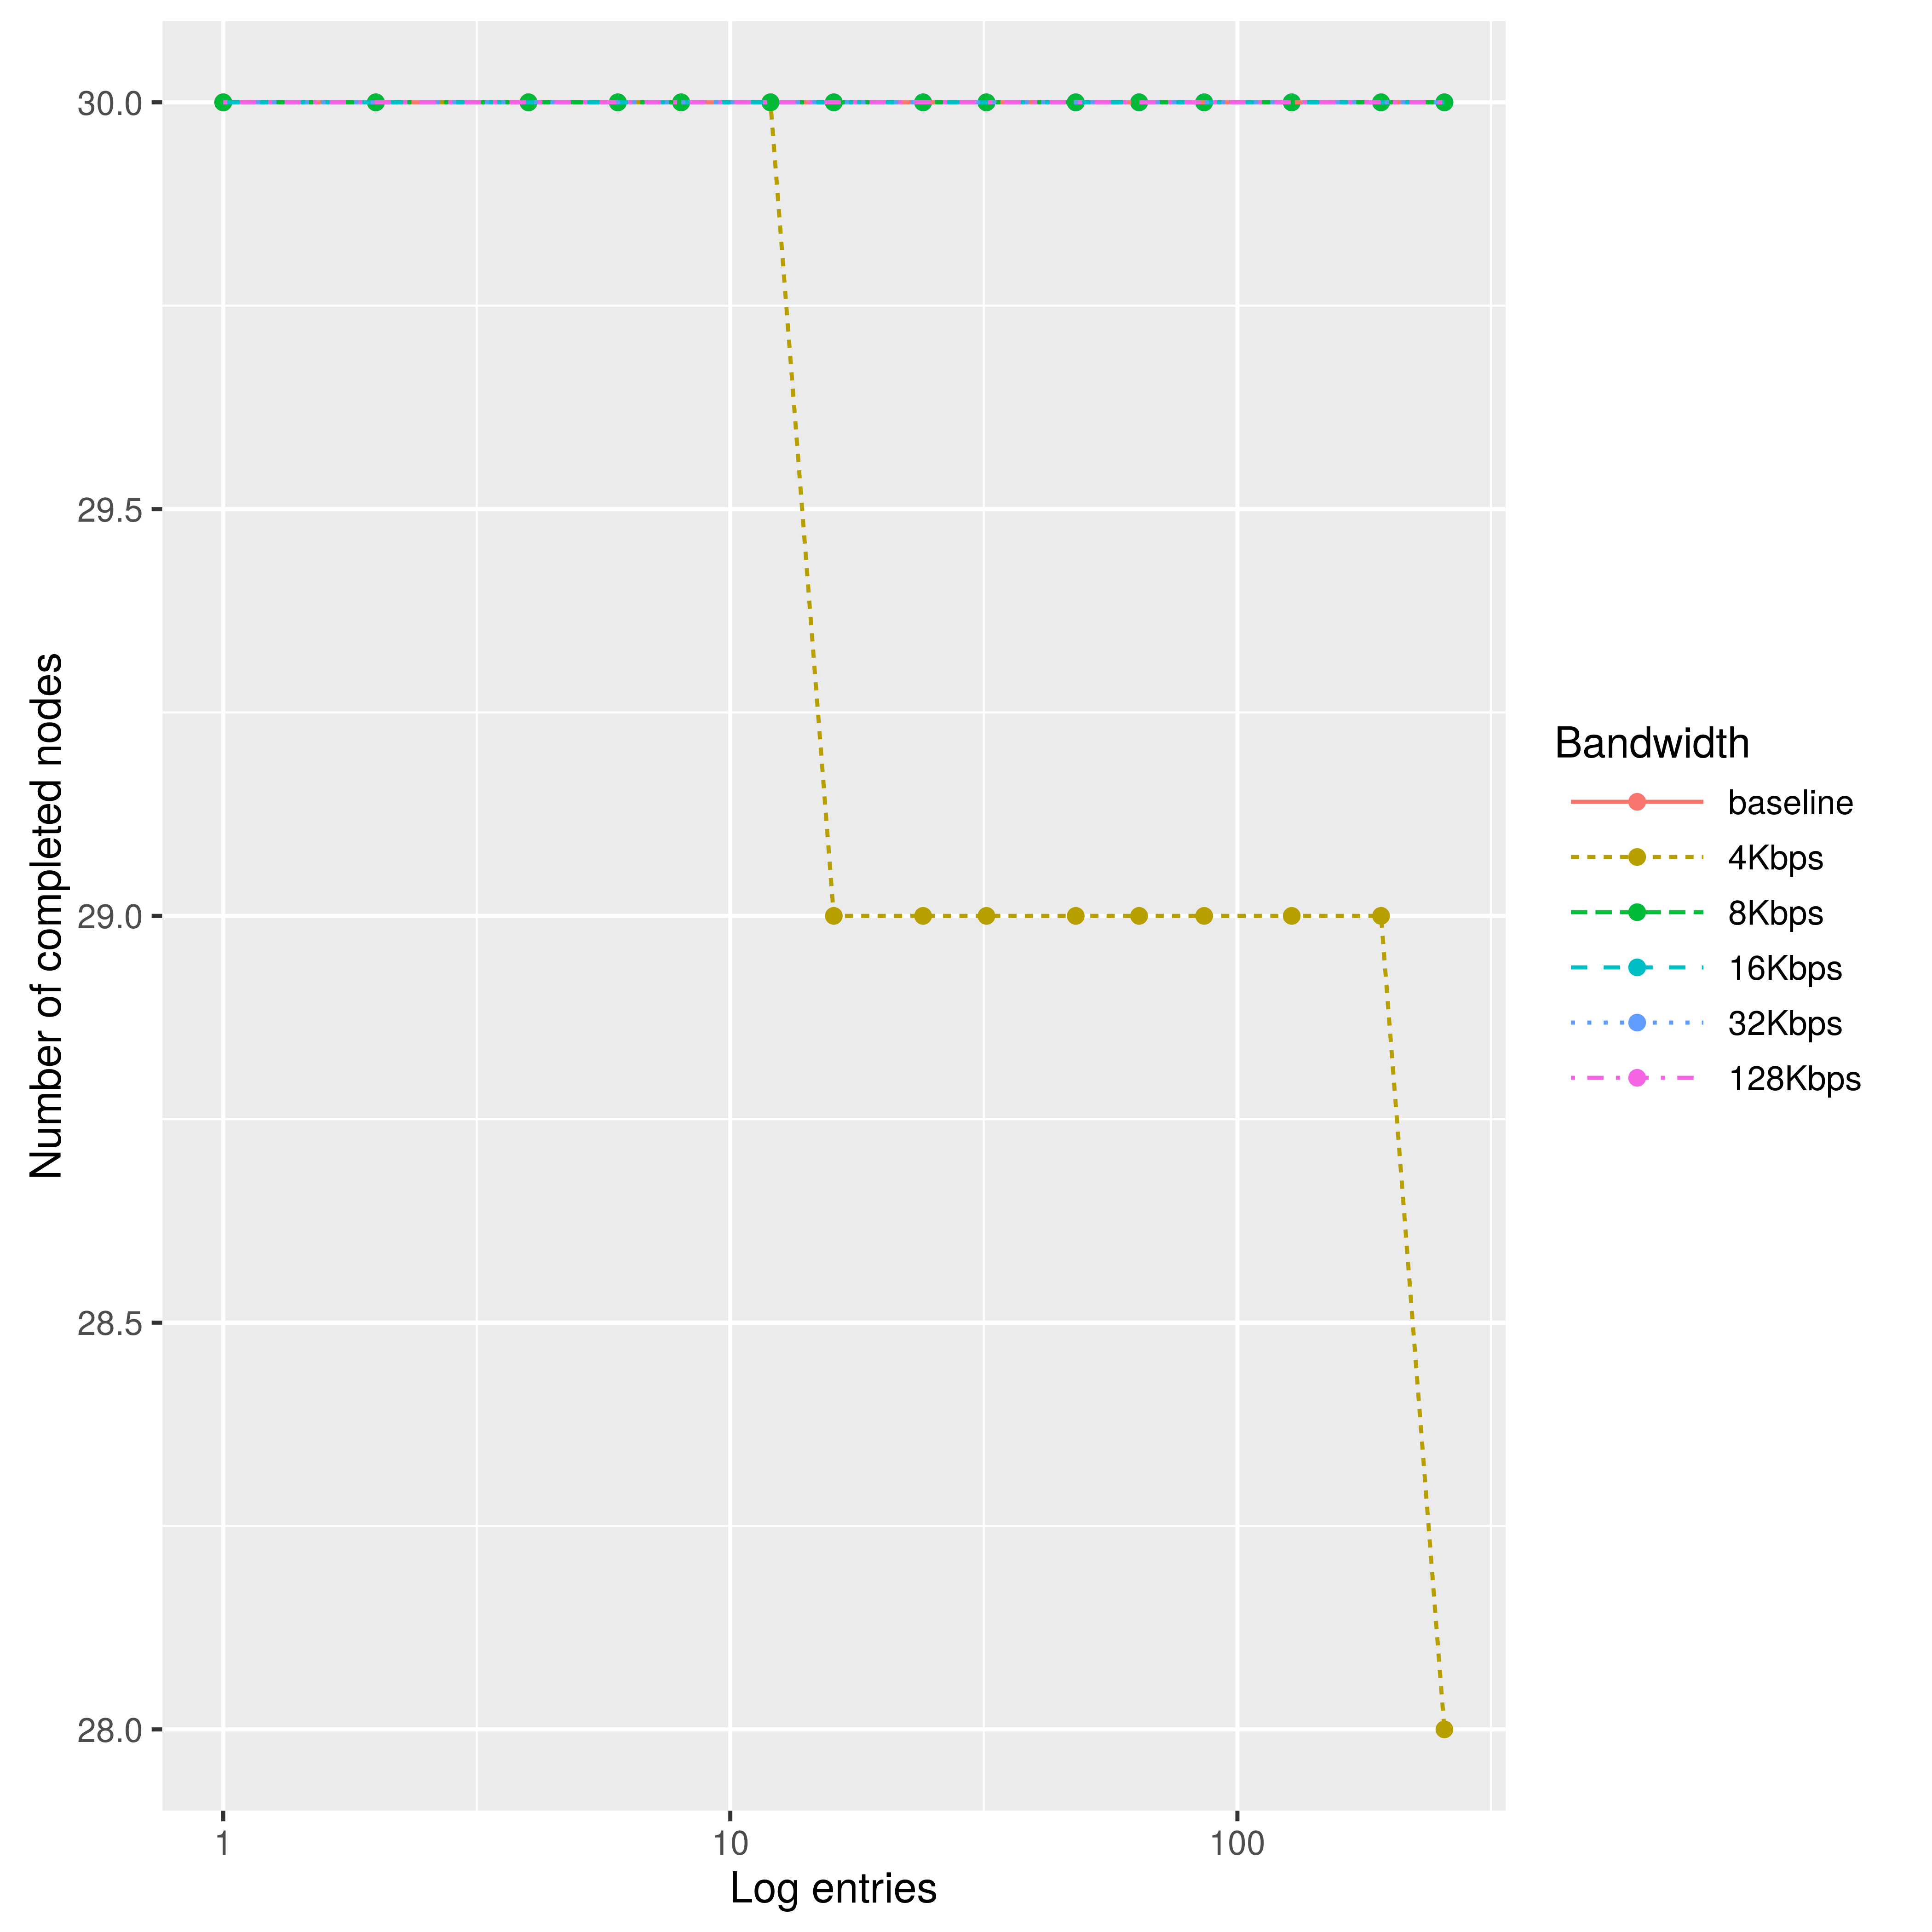 30.0
29.5
29.0
28.5
28.0
Number of completed nodes
1
10
100
Log entries
Bandwidth
baseline
4Kbps
8Kbps
16Kbps
32Kbps
128Kbps